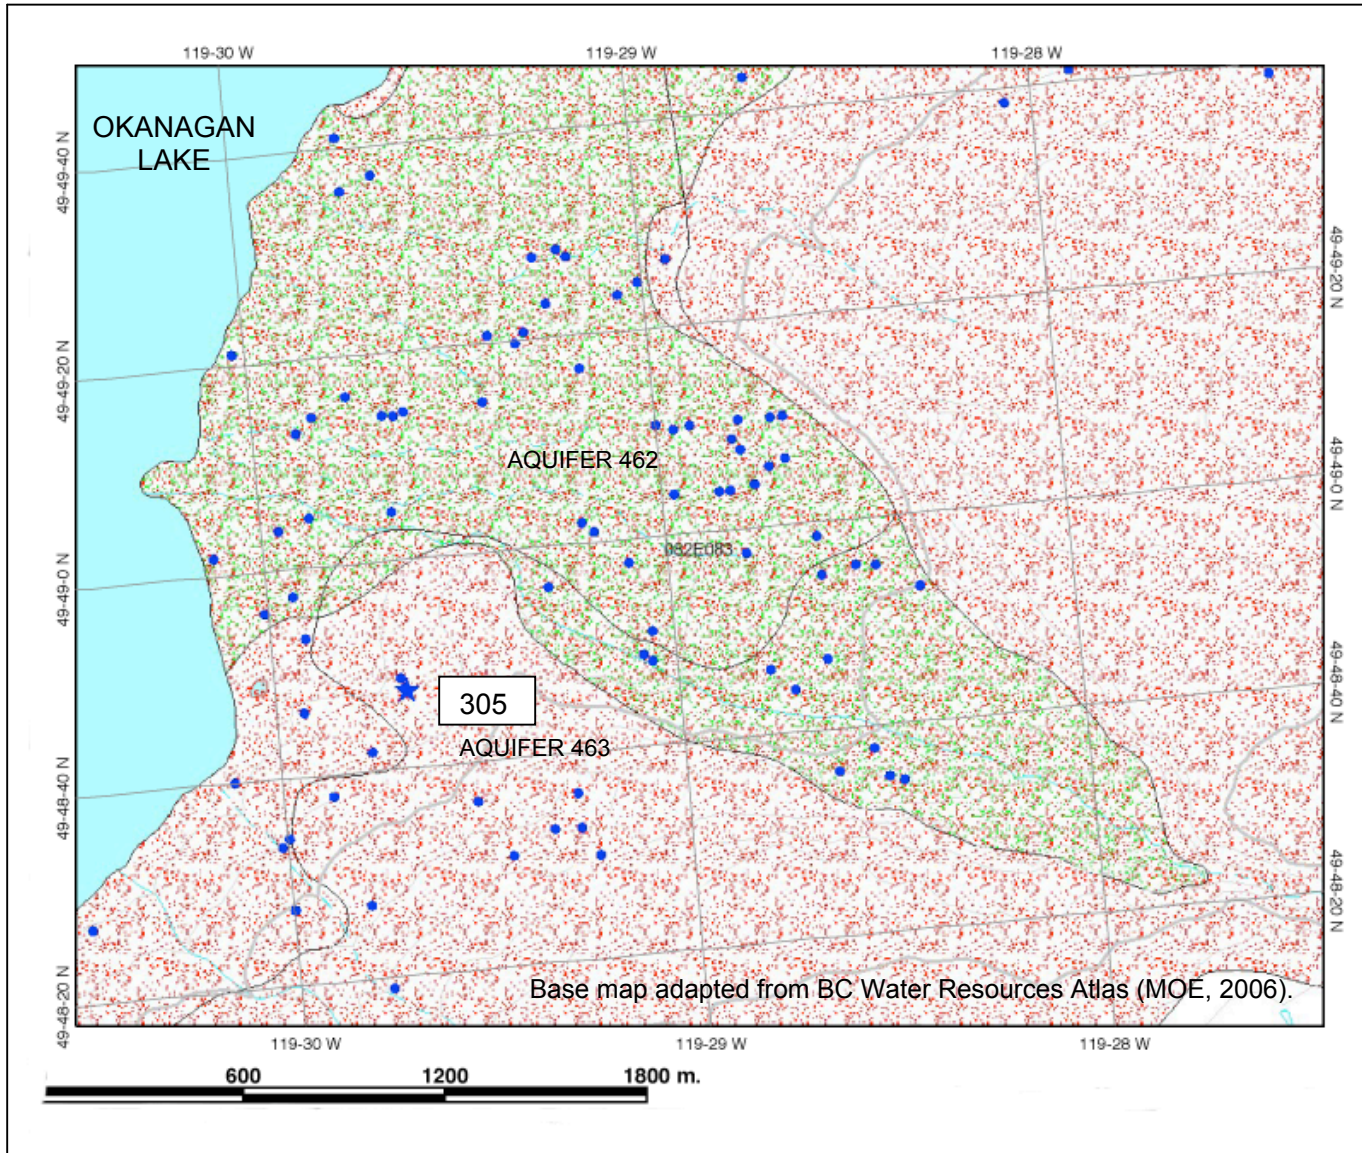 119-30 W
119-29 W
119-28 W
OKANAGAN
LAKE
49-49-40 N
49-49-20 N
49-49-20 N
49-49-0 N
AQUIFER 462
082E083
49-49-0 N
305
49-48-40 N
AQUIFER 463
49-48-40 N
49-48-20 N
49-48-20 N
Base map adapted from BC Water Resources Atlas (MOE, 2006).
119-30 W
119-29 W
119-28 W
600
1200
1800 m.